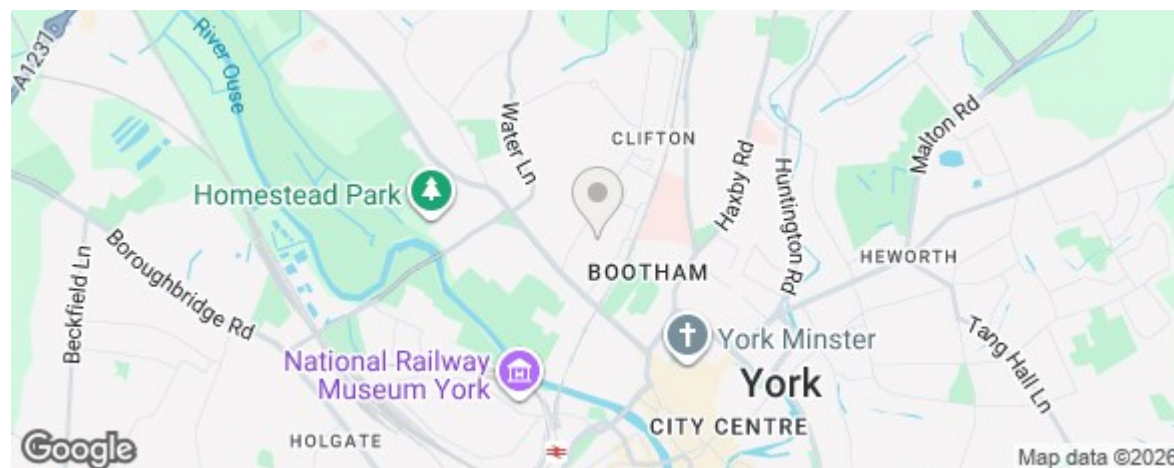 A1237
River Ouse
Water Ln
CLIFTON
Haxby Rd
Huntington Rd
Malton Rd
Homestead Park
Beckfield Ln
Boroughbridge Rd
BOOTHAM
HEWORTH
Tang Hall Ln
York Minster
National Railway
Museum York
York
CITY CENTRE
HOLGATE
Google
Map data ©2026